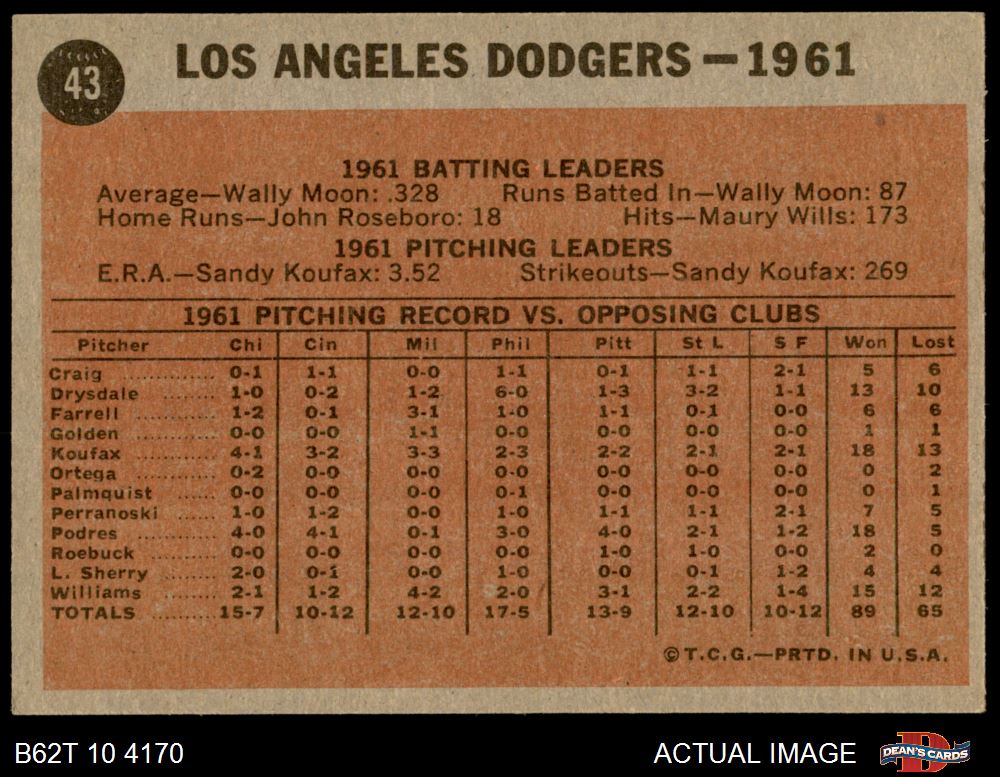 43
LOS ANGELES DODGERS—1961
1961 BATTING LEADERS
Average—Wally Moon: .328 Runs Batted In—Wally Moon: 87
Home Runs—John Roseboro: 18 Hits—Maury Wills: 173
1961 PITCHING LEADERS
E.R.A.—Sandy Koufax: 3.52 Strikeouts—Sandy Koufax: 269
1961 PITCHING RECORD VS. OPPOSING CLUBS
Pitcher Chi Cin Mil Phil Pitt St L S F Won Lost
Craig ............ 0-1 1-1 0-0 1-1 0-1 1-1 2-1 5 6
Drysdale ........ 1-0 0-2 1-2 6-0 1-3 3-2 1-1 13 10
Farrell ............ 1-2 0-1 3-1 1-0 1-1 0-1 0-0 6 6
Golden .......... 0-0 0-0 1-1 0-0 0-0 0-0 0-0 1 1
Koufax .......... 4-1 3-2 3-3 2-3 2-2 2-1 2-1 18 13
Ortega .......... 0-2 0-0 0-0 0-0 0-0 0-0 0-0 0 2
Palmquist ...... 0-0 0-0 0-0 0-1 0-0 0-0 0-0 0 1
Perranoski ...... 1-0 1-2 0-0 1-0 1-1 1-1 2-1 7 5
Podres .......... 4-0 4-1 0-1 3-0 4-0 2-1 1-2 18 5
Roebuck ........ 0-0 0-0 0-0 0-0 1-0 1-0 0-0 2 0
L. Sherry ........ 2-0 0-1 0-0 1-0 0-0 0-1 1-2 4 4
Williams ........ 2-1 1-2 4-2 2-0 3-1 2-2 1-4 15 12
TOTALS 15-7 10-12 12-10 17-5 13-9 12-10 10-12 89 65
©T.C.G.—PRTD. IN U.S.A.
B62T 10 4170 ACTUAL IMAGE D DEAN'S CARDS